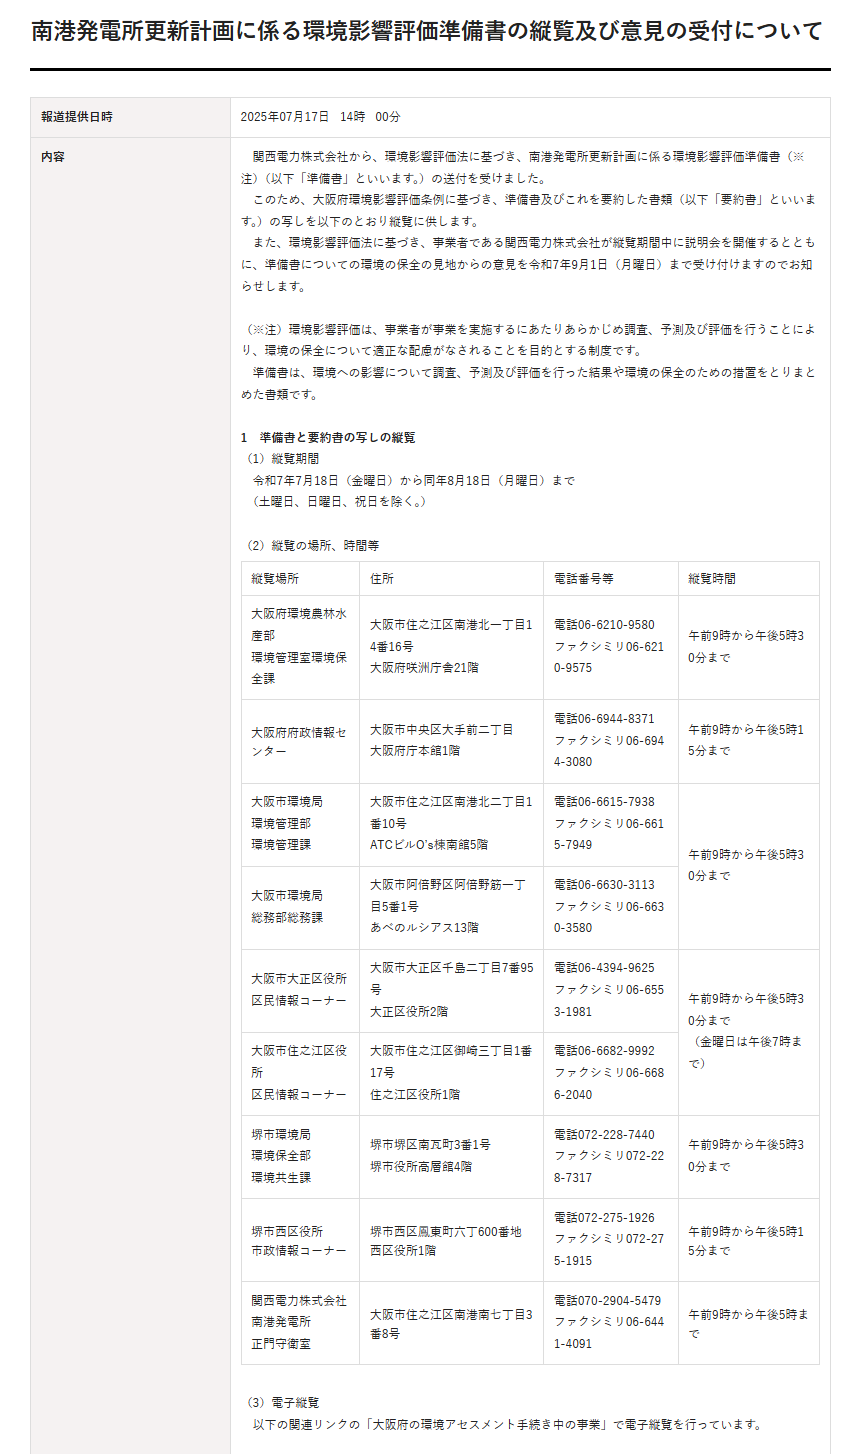 南港発電所更新計画に係る環境影響評価準備書の縦覧及び意見の受付について
報道提供日時
2025年07月17日 14時 00分
内容
関西電力株式会社から、環境影響評価法に基づき、南港発電所更新計画に係る環境影響評価準備書（※
注）（以下「準備書」といいます。）の送付を受けました。
このため、大阪府環境影響評価条例に基づき、準備書及びこれを要約した書類（以下「要約書」といいま
す。）の写しを以下のとおり縦覧に供します。
また、環境影響評価法に基づき、事業者である関西電力株式会社が縦覧期間中に説明会を開催するととも
に、準備書についての環境の保全の見地からの意見を令和7年9月1日（月曜日）まで受け付けますのでお知
らせします。
（※注）環境影響評価は、事業者が事業を実施するにあたりあらかじめ調査、予測及び評価を行うことによ
り、環境の保全について適正な配慮がなされることを目的とする制度です。
準備書は、環境への影響について調査、予測及び評価を行った結果や環境の保全のための措置をとりまと
めた書類です。
1　準備書と要約書の写しの縦覧
（1）縦覧期間
令和7年7月18日（金曜日）から同年8月18日（月曜日）まで
（土曜日、日曜日、祝日を除く。）
（2）縦覧の場所、時間等
縦覧場所
住所
電話番号等
縦覧時間
大阪府環境農林水
産部
環境管理室環境保
全課
大阪市住之江区南港北一丁目1
4番16号
大阪府咲洲庁舎21階
電話06-6210-9580
ファクシミリ06-621
0-9575
午前9時から午後5時3
0分まで
大阪府府政情報セ
ンター
大阪市中央区大手前二丁目
大阪府庁本館1階
電話06-6944-8371
ファクシミリ06-694
4-3080
午前9時から午後5時1
5分まで
大阪市環境局
環境管理部
環境管理課
大阪市住之江区南港北二丁目1
番10号
ATCビルO's棟南館5階
電話06-6615-7938
ファクシミリ06-661
5-7949
午前9時から午後5時3
0分まで
大阪市環境局
総務部総務課
大阪市阿倍野区阿倍野筋一丁
目5番1号
あべのルシアス13階
電話06-6630-3113
ファクシミリ06-663
0-3580
大阪市大正区役所
区民情報コーナー
大阪市大正区千島二丁目7番95
号
大正区役所2階
電話06-4394-9625
ファクシミリ06-655
3-1981
午前9時から午後5時3
0分まで
（金曜日は午後7時ま
で）
大阪市住之江区役
所
区民情報コーナー
大阪市住之江区御崎三丁目1番
17号
住之江区役所1階
電話06-6682-9992
ファクシミリ06-668
6-2040
堺市環境局
環境保全部
環境共生課
堺市堺区南瓦町3番1号
堺市役所高層館4階
電話072-228-7440
ファクシミリ072-22
8-7317
午前9時から午後5時3
0分まで
堺市西区役所
市政情報コーナー
堺市西区鳳東町六丁600番地
西区役所1階
電話072-275-1926
ファクシミリ072-27
5-1915
午前9時から午後5時1
5分まで
関西電力株式会社
南港発電所
正門守衛室
大阪市住之江区南港南七丁目3
番8号
電話070-2904-5479
ファクシミリ06-644
1-4091
午前9時から午後5時ま
で
（3）電子縦覧
以下の関連リンクの「大阪府の環境アセスメント手続き中の事業」で電子縦覧を行っています。